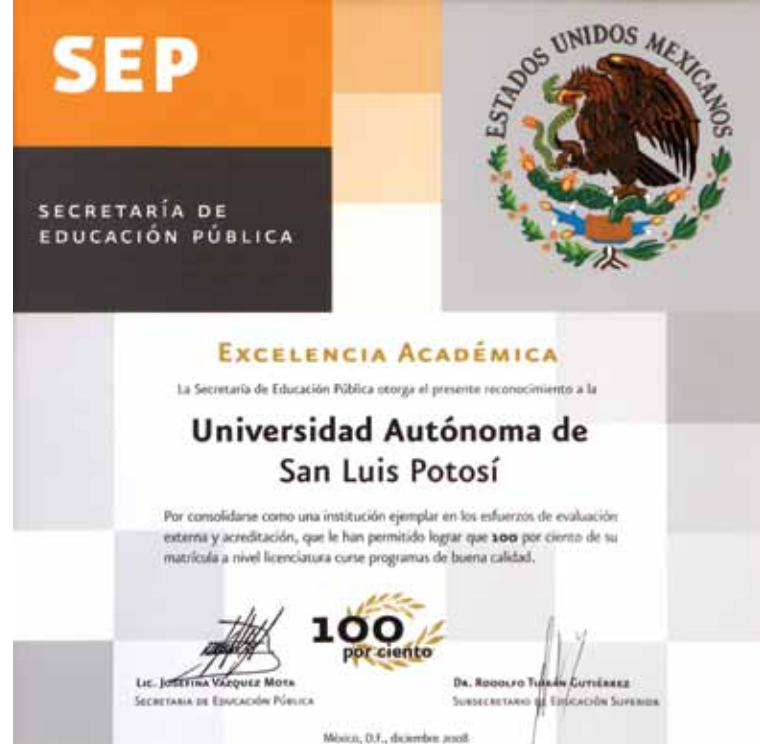 SEP
SECRETARÍA DE
EDUCACIÓN PÚBLICA
ESTADOS UNIDOS MEXICANOS
EXCELENCIA ACADÉMICA
La Secretaría de Educación Pública otorga el presente reconocimiento a la
Universidad Autónoma de
San Luis Potosí
Por consolidarse como una institución ejemplar en los esfuerzos de evaluación
externa y acreditación, que le han permitido lograr que 100 por ciento de su
matrícula a nivel licenciatura curse programas de buena calidad.
100
por ciento
LIC. JOSEFINA VÁZQUEZ MOTA
SECRETARIA DE EDUCACIÓN PÚBLICA
DR. RODOLFO TUIRÁN GUTIÉRREZ
SUBSECRETARIO DE EDUCACIÓN SUPERIOR
México, D.F., diciembre 2008